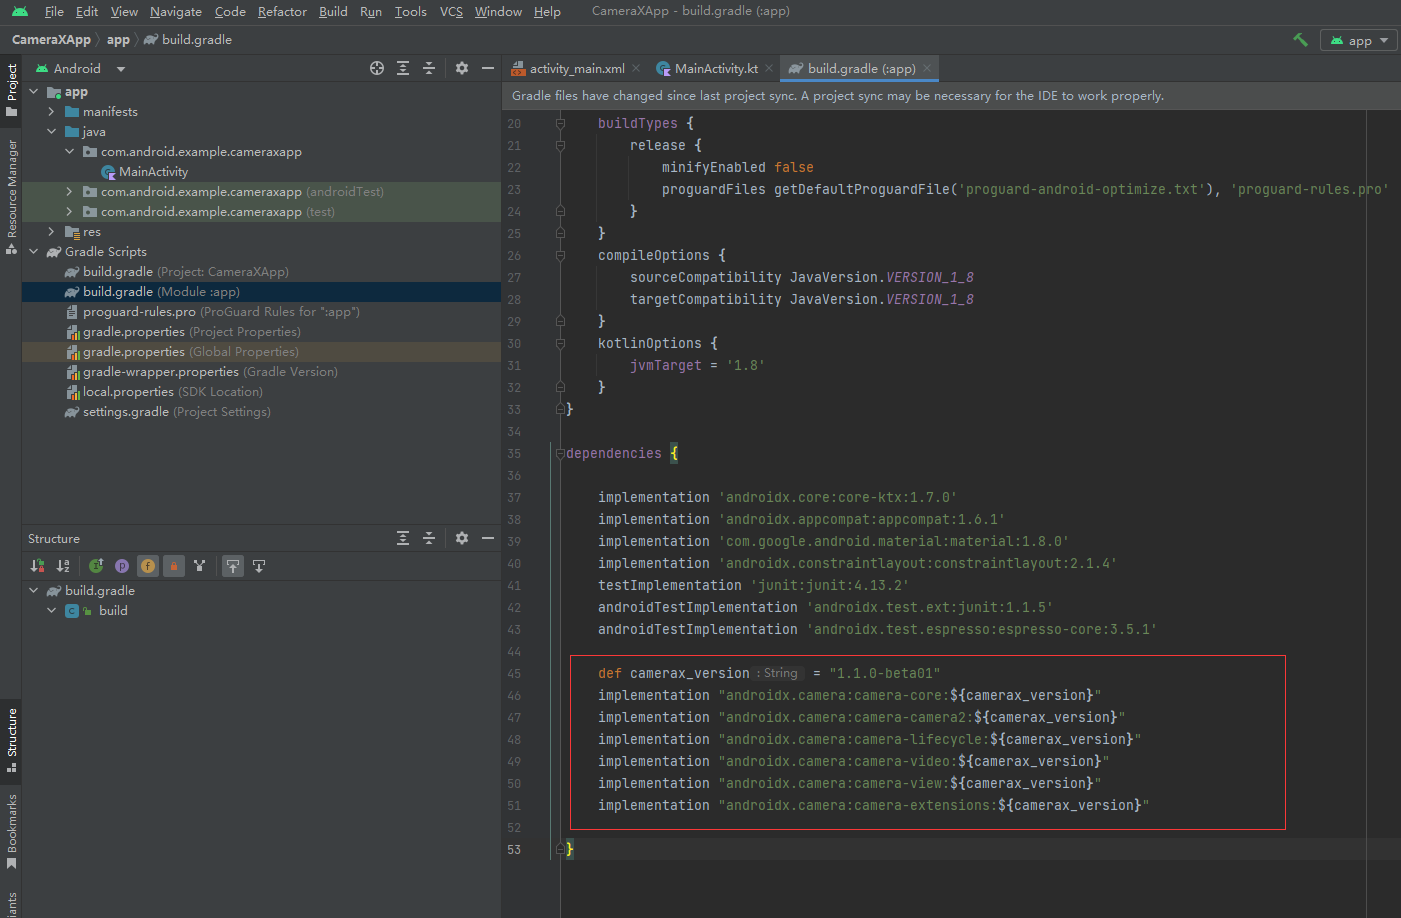 File Edit View Navigate Code Refactor Build Run Tools VCS Window Help CameraXApp - build.gradle (:app)
CameraXApp app build.gradle
app
Project
Resource Manager
Structure
Bookmarks
Android
app
manifests
java
com.android.example.cameraxapp
MainActivity
com.android.example.cameraxapp (androidTest)
com.android.example.cameraxapp (test)
res
Gradle Scripts
build.gradle (Project: CameraXApp)
build.gradle (Module :app)
proguard-rules.pro (ProGuard Rules for ":app")
gradle.properties (Project Properties)
gradle.properties (Global Properties)
gradle-wrapper.properties (Gradle Version)
local.properties (SDK Location)
settings.gradle (Project Settings)
Structure
build.gradle
build
activity_main.xml MainActivity.kt build.gradle (:app)
Gradle files have changed since last project sync. A project sync may be necessary for the IDE to work properly.
20 buildTypes {
21 release {
22 minifyEnabled false
23 proguardFiles getDefaultProguardFile('proguard-android-optimize.txt'), 'proguard-rules.pro'
24 }
25 }
26 compileOptions {
27 sourceCompatibility JavaVersion.VERSION_1_8
28 targetCompatibility JavaVersion.VERSION_1_8
29 }
30 kotlinOptions {
31 jvmTarget = '1.8'
32 }
33 }
34
35 dependencies {
36
37 implementation 'androidx.core:core-ktx:1.7.0'
38 implementation 'androidx.appcompat:appcompat:1.6.1'
39 implementation 'com.google.android.material:material:1.8.0'
40 implementation 'androidx.constraintlayout:constraintlayout:2.1.4'
41 testImplementation 'junit:junit:4.13.2'
42 androidTestImplementation 'androidx.test.ext:junit:1.1.5'
43 androidTestImplementation 'androidx.test.espresso:espresso-core:3.5.1'
44
45 def camerax_version : String = "1.1.0-beta01"
46 implementation "androidx.camera:camera-core:${camerax_version}"
47 implementation "androidx.camera:camera-camera2:${camerax_version}"
48 implementation "androidx.camera:camera-lifecycle:${camerax_version}"
49 implementation "androidx.camera:camera-video:${camerax_version}"
50 implementation "androidx.camera:camera-view:${camerax_version}"
51 implementation "androidx.camera:camera-extensions:${camerax_version}"
52
53 }